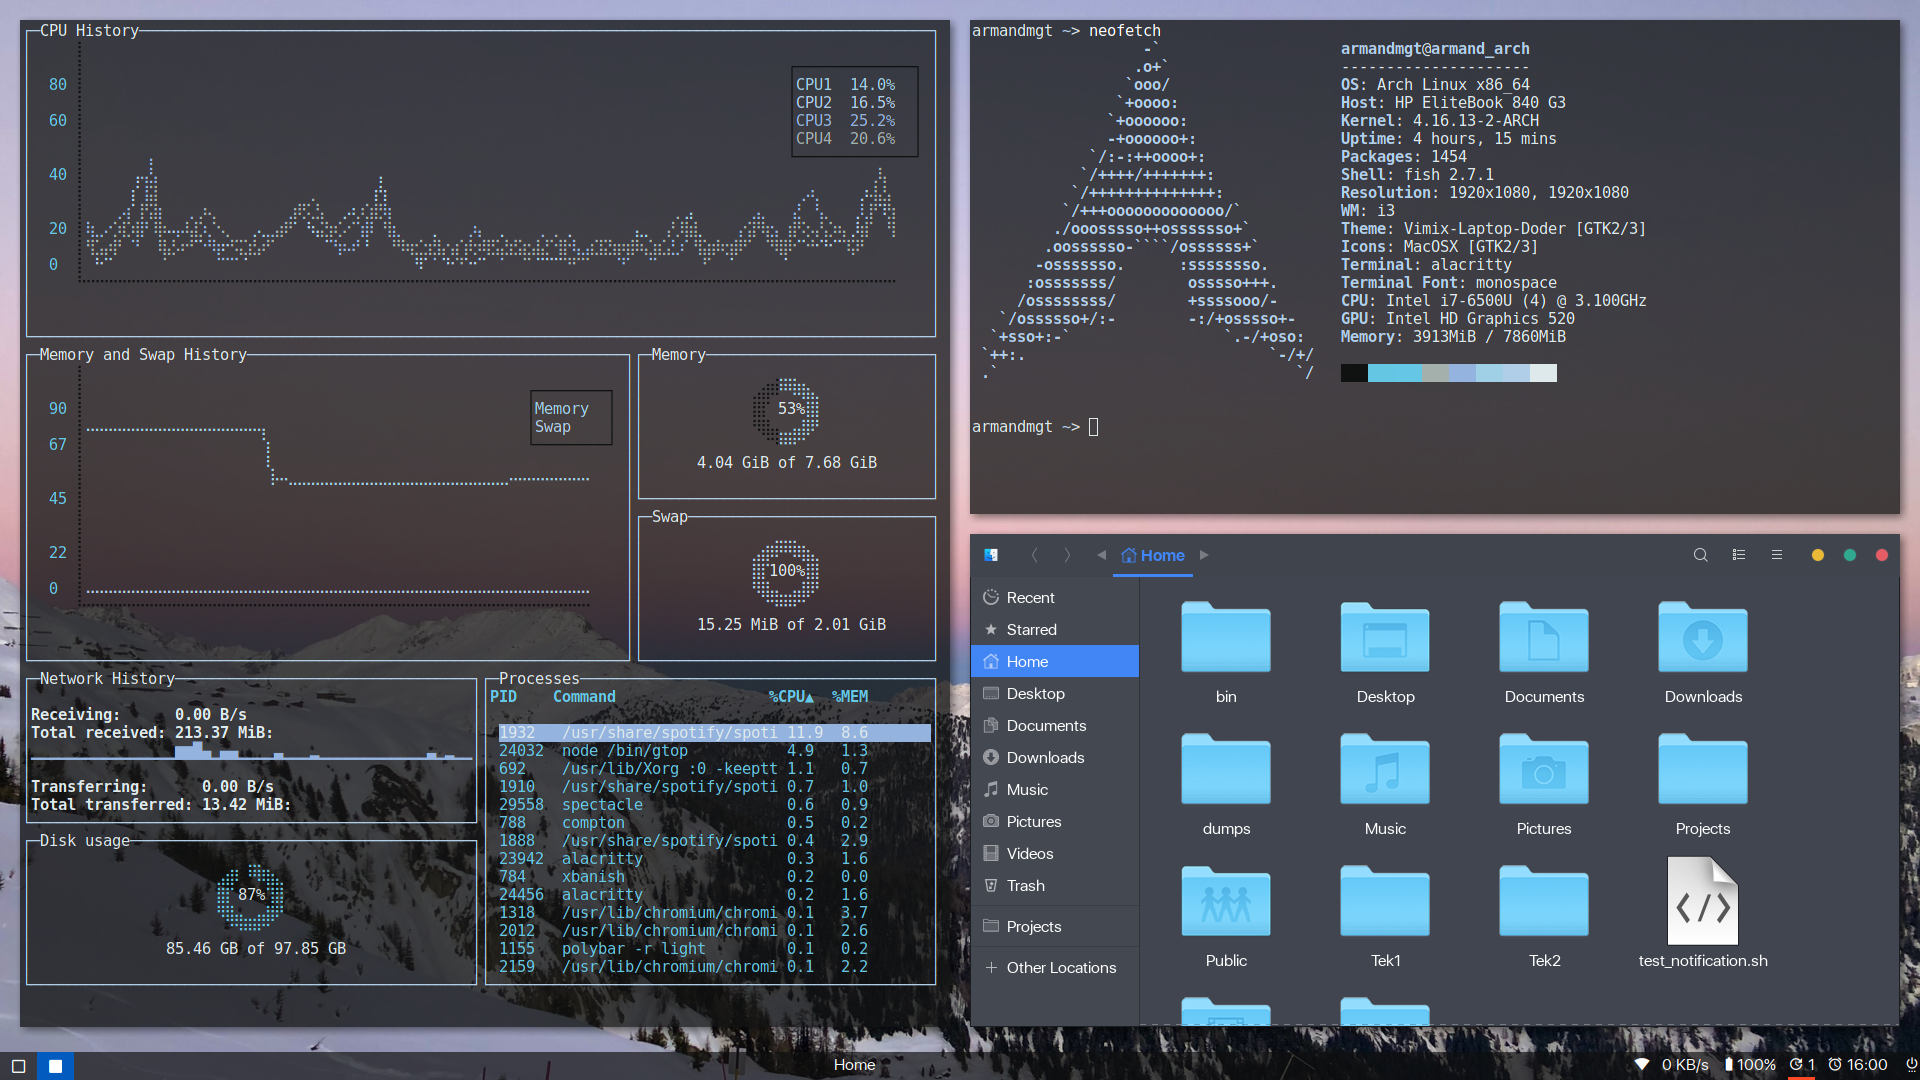 CPU History
80
60
40
20
0
CPU1 14.0%
CPU2 16.5%
CPU3 25.2%
CPU4 20.6%
Memory and Swap History
90
67
45
22
0
Memory
Swap
Memory
53%
4.04 GiB of 7.68 GiB
Swap
100%
15.25 MiB of 2.01 GiB
Network History
Receiving: 0.00 B/s
Total received: 213.37 MiB:
Transferring: 0.00 B/s
Total transferred: 13.42 MiB:
Disk usage
87%
85.46 GB of 97.85 GB
Processes
PID Command %CPU▲ %MEM
1932 /usr/share/spotify/spoti 11.9 8.6
24032 node /bin/gtop 4.9 1.3
692 /usr/lib/Xorg :0 -keeptt 1.1 0.7
1910 /usr/share/spotify/spoti 0.7 1.0
29558 spectacle 0.6 0.9
788 compton 0.5 0.2
1888 /usr/share/spotify/spoti 0.4 2.9
23942 alacritty 0.3 1.6
784 xbanish 0.2 0.0
24456 alacritty 0.2 1.6
1318 /usr/lib/chromium/chromi 0.1 3.7
2012 /usr/lib/chromium/chromi 0.1 2.6
1155 polybar -r light 0.1 0.2
2159 /usr/lib/chromium/chromi 0.1 2.2
armandmgt ~> neofetch
armandmgt@armand_arch
---------------------
OS: Arch Linux x86_64
Host: HP EliteBook 840 G3
Kernel: 4.16.13-2-ARCH
Uptime: 4 hours, 15 mins
Packages: 1454
Shell: fish 2.7.1
Resolution: 1920x1080, 1920x1080
WM: i3
Theme: Vimix-Laptop-Doder [GTK2/3]
Icons: MacOSX [GTK2/3]
Terminal: alacritty
Terminal Font: monospace
CPU: Intel i7-6500U (4) @ 3.100GHz
GPU: Intel HD Graphics 520
Memory: 3913MiB / 7860MiB
armandmgt ~>
Home
Recent
Starred
Home
Desktop
Documents
Downloads
Music
Pictures
Videos
Trash
Projects
Other Locations
bin
Desktop
Documents
Downloads
dumps
Music
Pictures
Projects
Public
Tek1
Tek2
test_notification.sh
Home
0 KB/s
100%
1
16:00